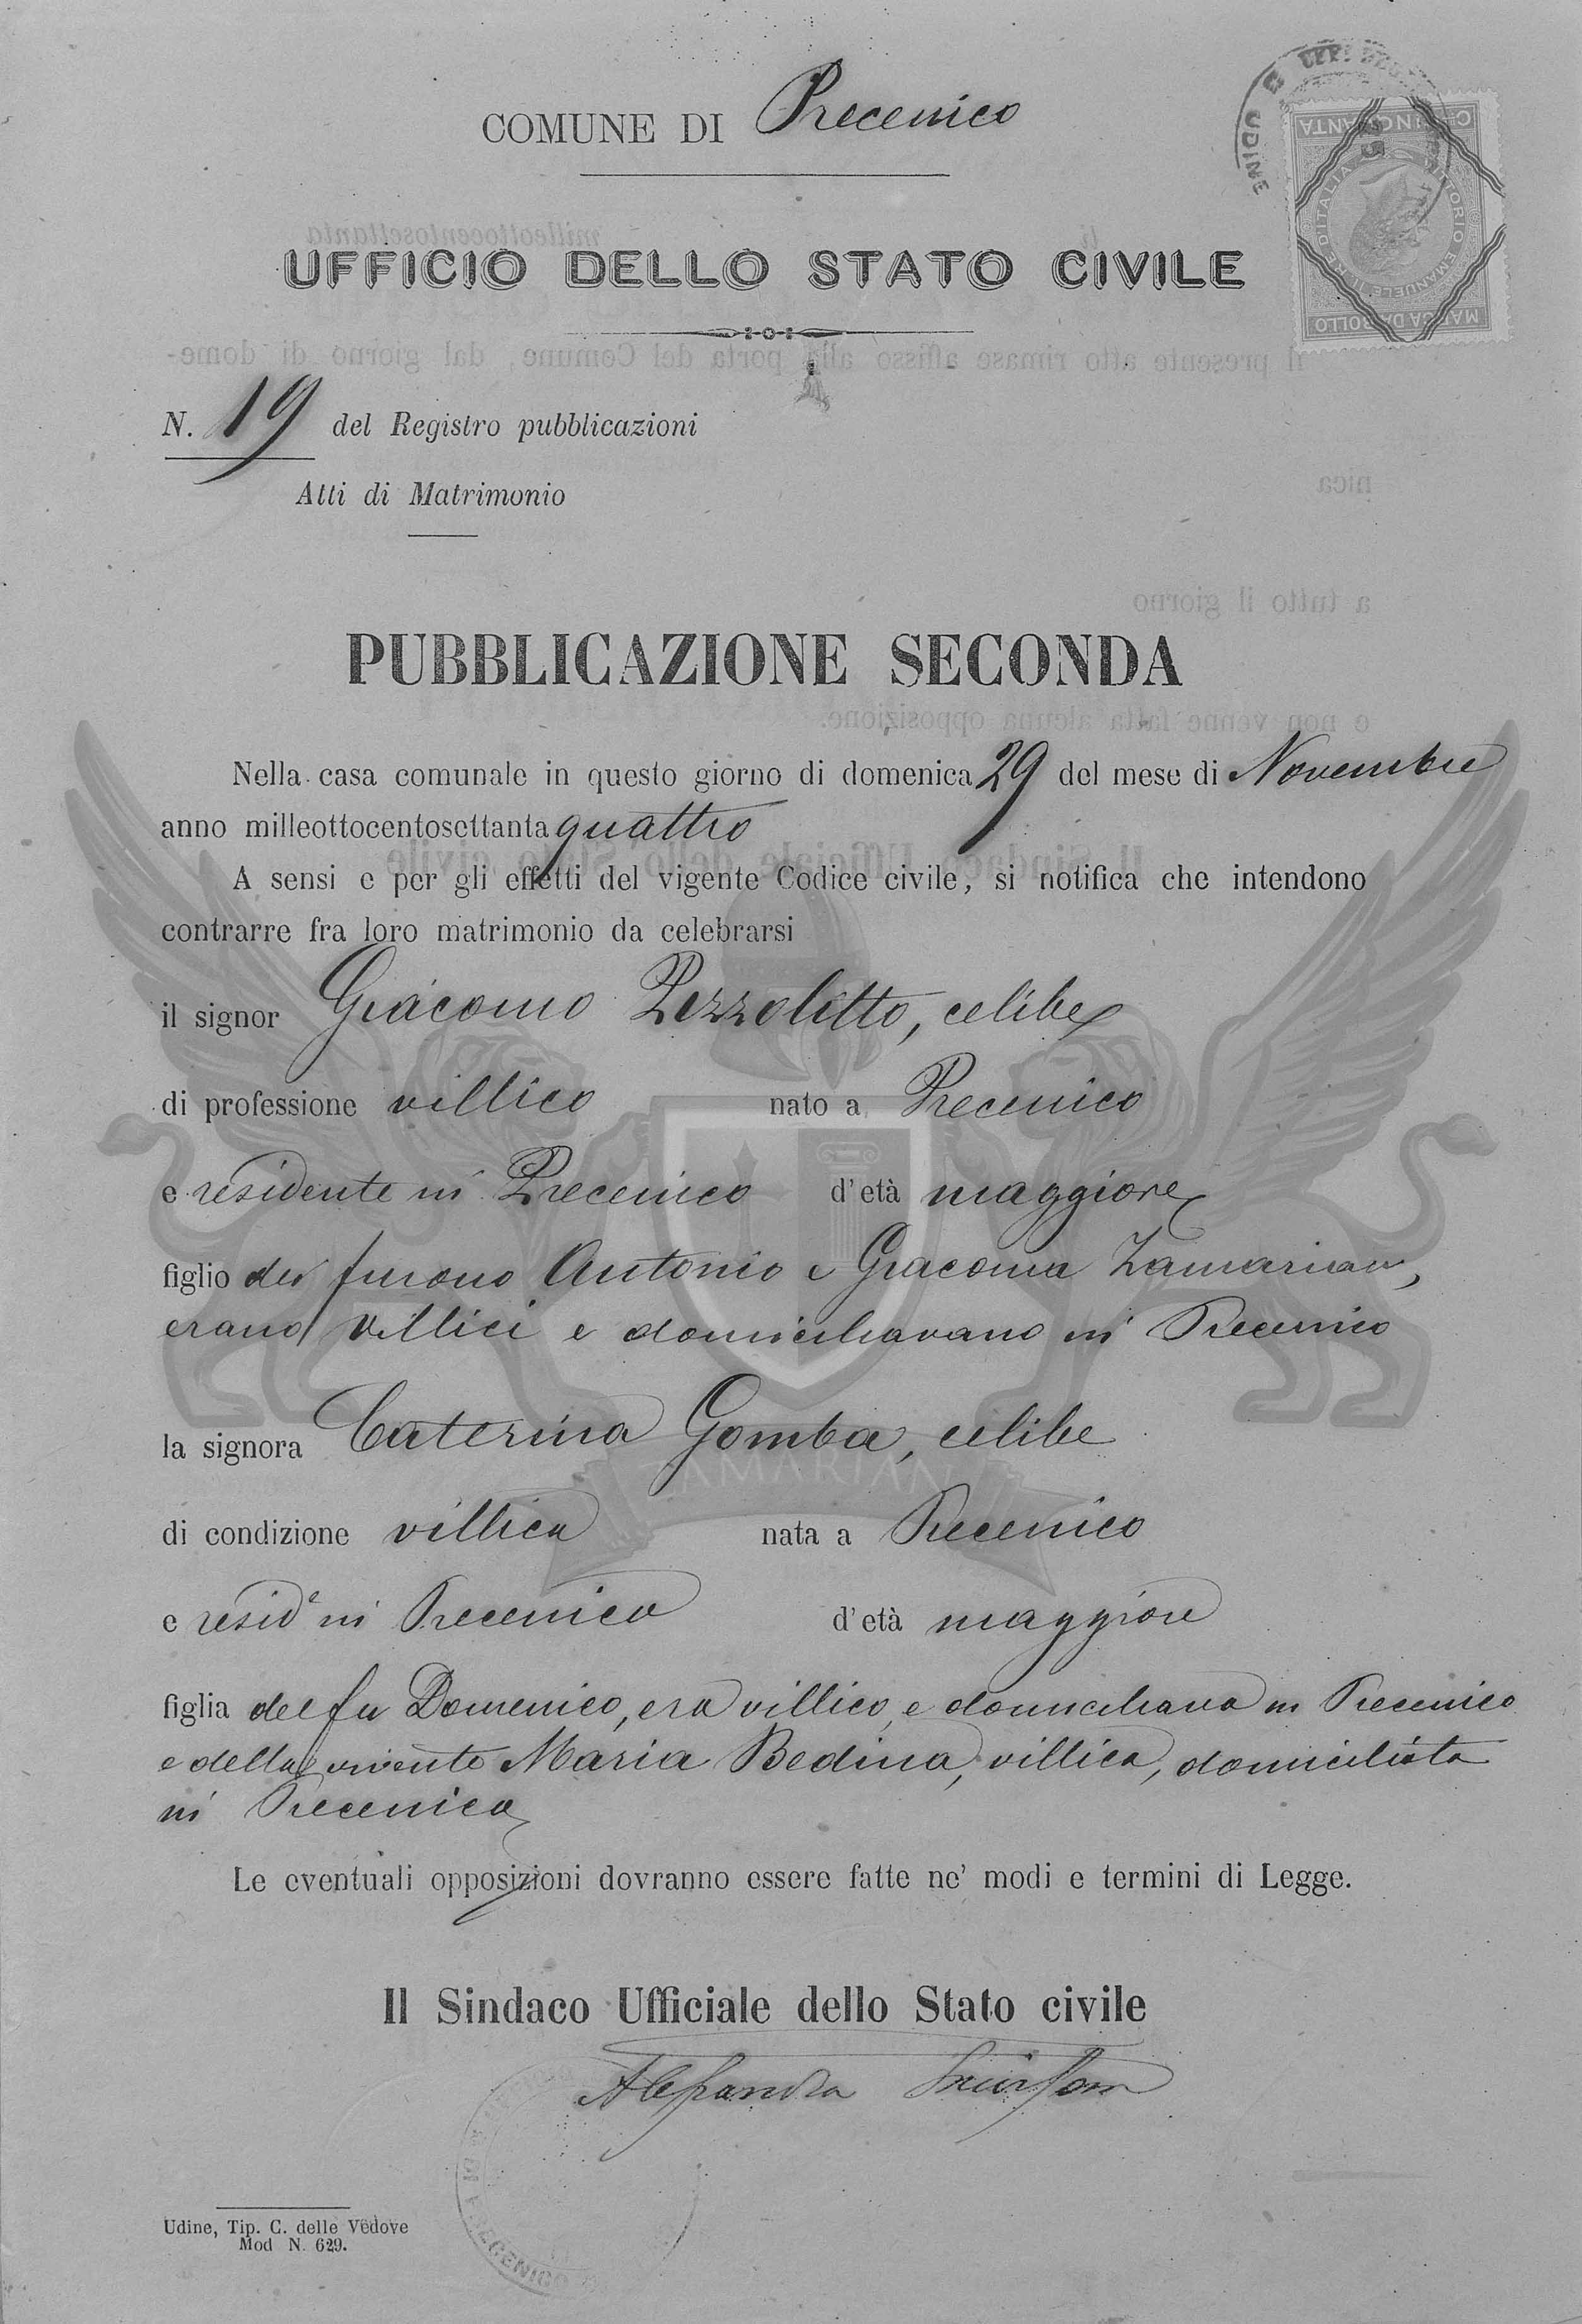 COMUNE DI Precenico
CINQUANTA
MARCA DA BOLLO
UFFICIO DELLO STATO CIVILE
N. 19 del Registro pubblicazioni
Atti di Matrimonio
PUBBLICAZIONE SECONDA
Nella casa comunale in questo giorno di domenica 29 del mese di Novembre
anno milleottocentosettanta quattro
A sensi e per gli effetti del vigente Codice civile, si notifica che intendono
contrarre fra loro matrimonio da celebrarsi
il signor Giacomo Pezzolitto, celibe
di professione villico nato a Precenico
e residente in Precenico d'età maggiore
figlio dei furono Antonio e Giacoma Zamarian,
erano villici e domiciliavano in Precenico
la signora Caterina Gomba, celibe
ZAMARIAN
di condizione villica nata a Precenico
e resid.e in Precenico d'età maggiore
figlia del fu Domenico, era villico, e domiciliava in Precenico
e della vivente Maria Bedina, villica, domiciliata
in Precenico
Le eventuali opposizioni dovranno essere fatte ne' modi e termini di Legge.
Il Sindaco Ufficiale dello Stato civile
Udine, Tip. C. delle Vedove
Mod N. 629.